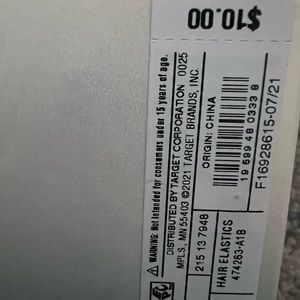 $10.00
⚠ WARNING: Not intended for consumers under 15 years of age.
DISTRIBUTED BY TARGET CORPORATION 0025
MPLS, MN 55403 ©2021 TARGET BRANDS, INC.
ORIGIN: CHINA
19 599 48 0333 8
F16928615-07/21
215 13 7948
HAIR ELASTICS
474263-A1B